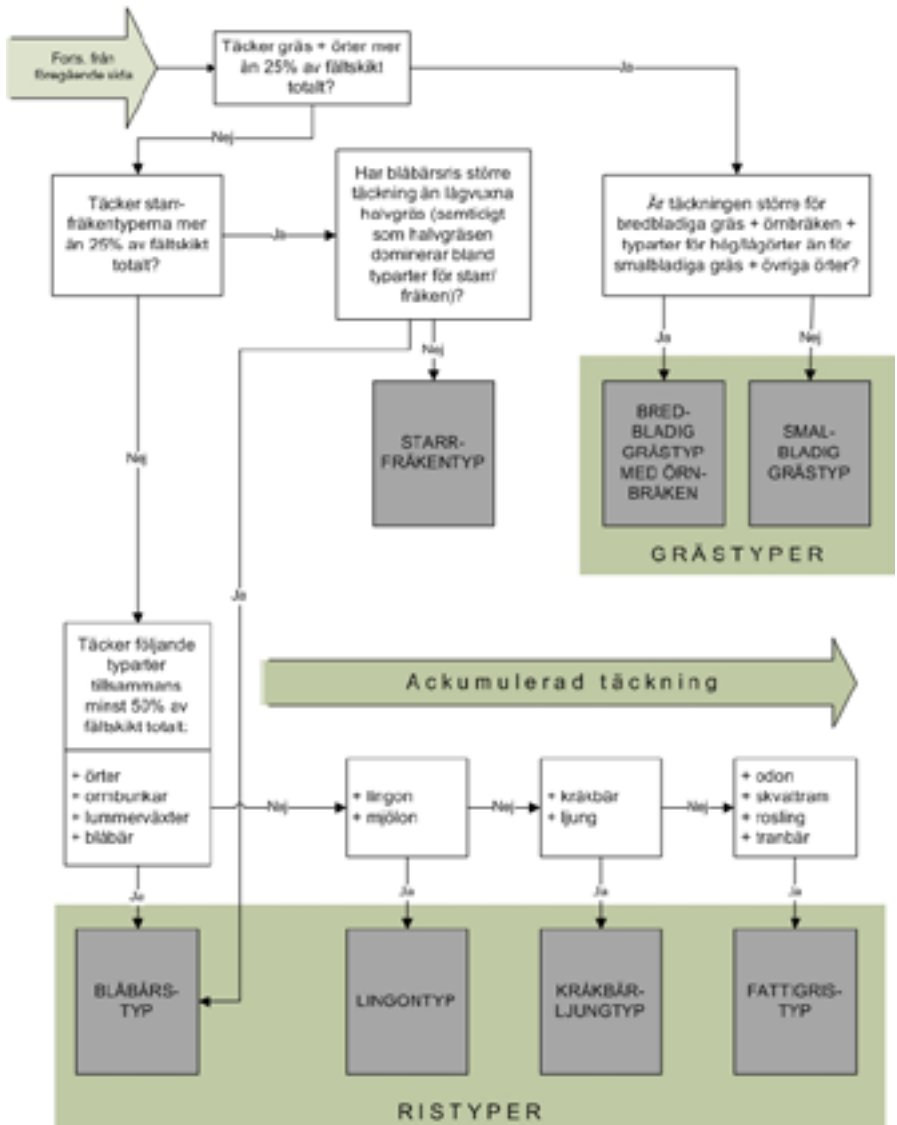 Forts. från
föregående sida
Täcker gräs + örter mer
än 25% av fältskikt
totalt?
Ja
Nej
Täcker starr-
fräkentyperna mer
än 25% av fältskikt
totalt?
Ja
Har blåbärsris större
täckning än lågvuxna
halvgräs (samtidigt
som halvgräsen
dominerar bland
typarter för starr/
fräken)?
Är täckningen större för
bredbladiga gräs + örnbräken +
typarter för hög/lågörter än för
smalbladiga gräs + övriga örter?
Nej
Ja
Nej
STARR-
FRÄKENTYP
BRED-
BLADIG
GRÄSTYP
MED ÖRN-
BRÄKEN
SMAL-
BLADIG
GRÄSTYP
GRÄSTYPER
Nej
Ja
Täcker följande
typarter
tillsammans
minst 50% av
fältskikt totalt:
Ackumulerad täckning
+ örter
+ ormbunkar
+ lummerväxter
+ blåbär
Nej
+ lingon
+ mjölon
Nej
+ kråkbär
+ ljung
Nej
+ odon
+ skvattram
+ rosling
+ tranbär
Ja
Ja
Ja
Ja
BLÅBÄRS-
TYP
LINGONTYP
KRÅKBÄR-
LJUNGTYP
FATTIGRIS-
TYP
RISTYPER